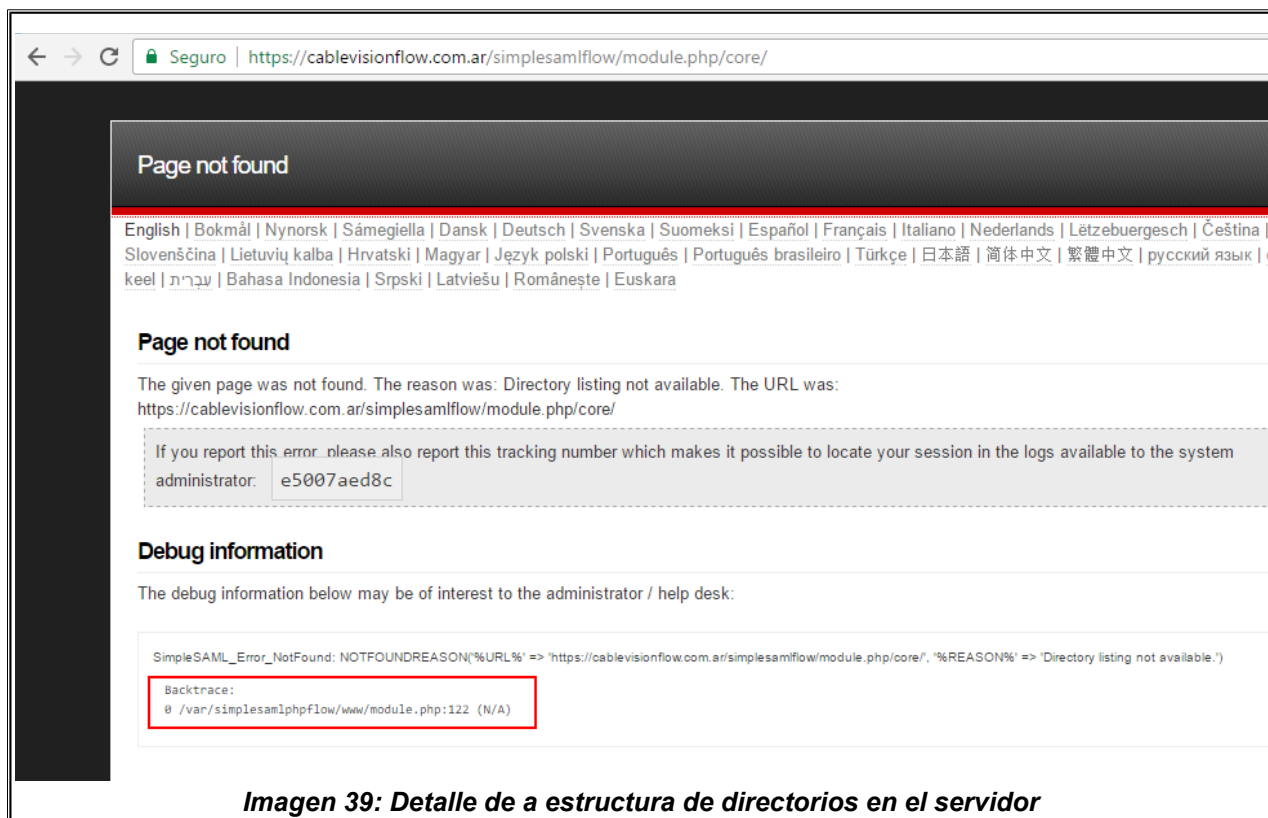 Seguro | https://cablevisionflow.com.ar/simplesamlflow/module.php/core/
Page not found
English | Bokmål | Nynorsk | Sámegiella | Dansk | Deutsch | Svenska | Suomeksi | Español | Français | Italiano | Nederlands | Lëtzebuergesch | Čeština |
Slovenščina | Lietuvių kalba | Hrvatski | Magyar | Język polski | Português | Português brasileiro | Türkçe | 日本語 | 简体中文 | 繁體中文 | русский язык |
keel | עִבְרִית | Bahasa Indonesia | Srpski | Latviešu | Românește | Euskara
Page not found
The given page was not found. The reason was: Directory listing not available. The URL was:
https://cablevisionflow.com.ar/simplesamlflow/module.php/core/
If you report this error, please also report this tracking number which makes it possible to locate your session in the logs available to the system
administrator: e5007aed8c
Debug information
The debug information below may be of interest to the administrator / help desk:
SimpleSAML_Error_NotFound: NOTFOUNDREASON('%URL%' => 'https://cablevisionflow.com.ar/simplesamlflow/module.php/core/', '%REASON%' => 'Directory listing not available.')
Backtrace:
0 /var/simplesamlphpflow/www/module.php:122 (N/A)
Imagen 39: Detalle de a estructura de directorios en el servidor